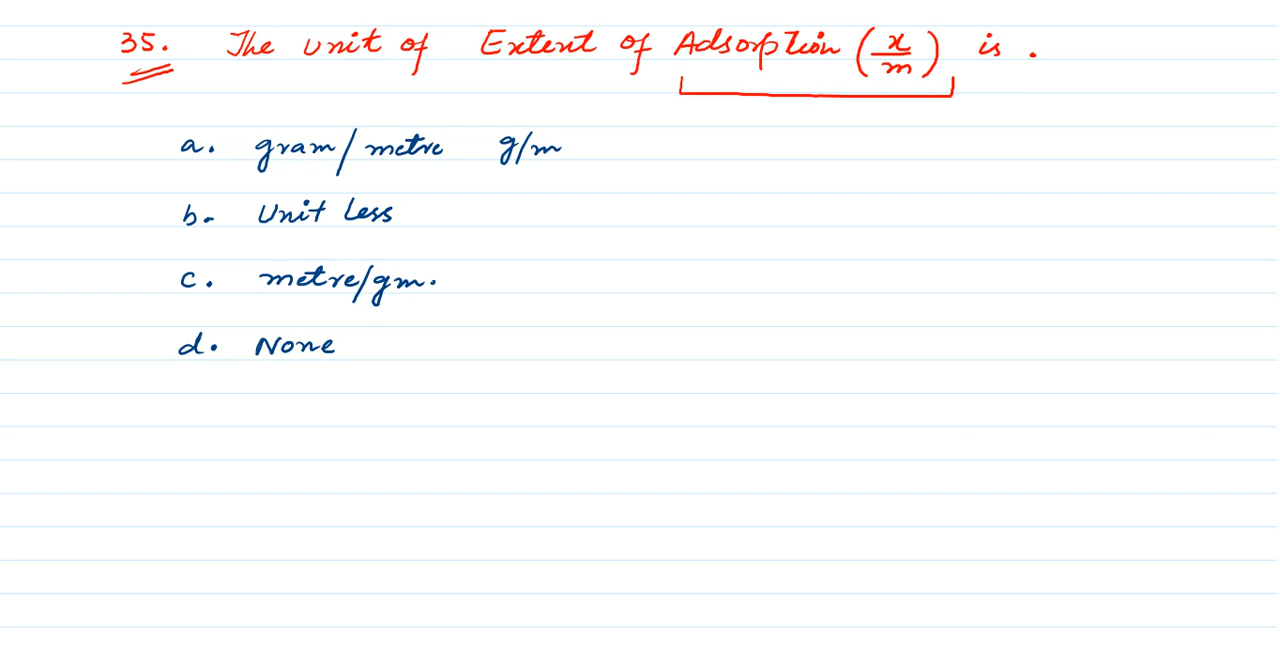 35. The unit of Extent of Adsorption (x/m) is .
a. gram/metre g/m
b. Unit Less
c. metre/gm.
d. None